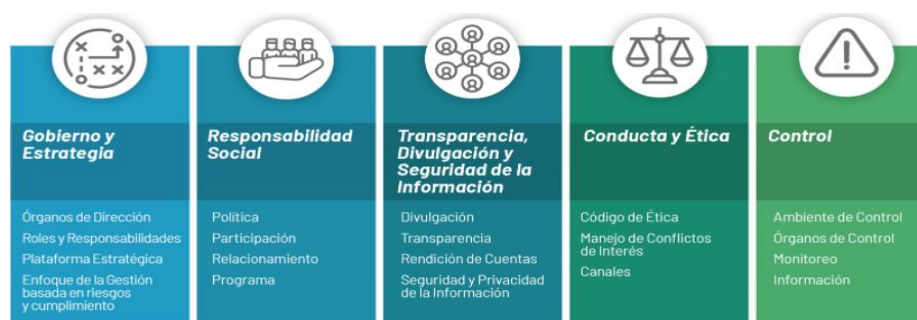 Gobierno y
Estrategia
Órganos de Dirección
Roles y Responsabilidades
Plataforma Estratégica
Enfoque de la Gestión
basada en riesgos
y cumplimiento
Responsabilidad
Social
Política
Participación
Relacionamiento
Programa
Transparencia,
Divulgación y
Seguridad de la
Información
Divulgación
Transparencia
Rendición de Cuentas
Seguridad y Privacidad
de la Información
Conducta y Ética
Código de Ética
Manejo de Conflictos
de Interés
Canales
Control
Ambiente de Control
Órganos de Control
Monitoreo
Información